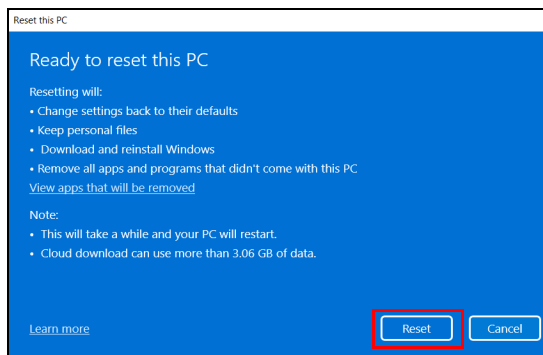 Reset this PC
Ready to reset this PC
Resetting will:
• Change settings back to their defaults
• Keep personal files
• Download and reinstall Windows
• Remove all apps and programs that didn't come with this PC
View apps that will be removed
Note:
• This will take a while and your PC will restart.
• Cloud download can use more than 3.06 GB of data.
Learn more
Reset
Cancel